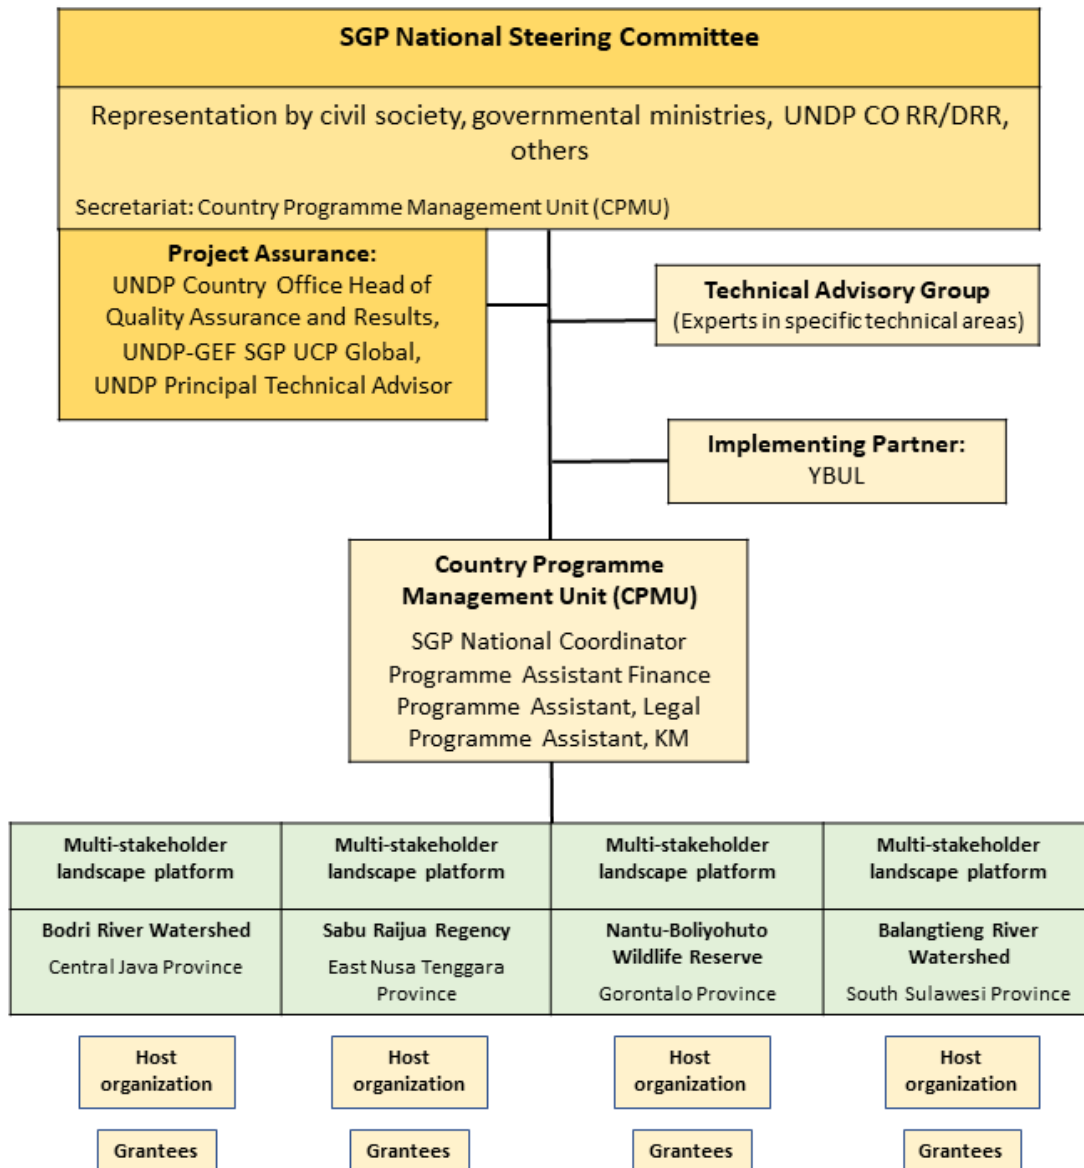 SGP National Steering Committee
Representation by civil society, governmental ministries, UNDP CO RR/DRR,
others
Secretariat: Country Programme Management Unit (CPMU)
Project Assurance:
UNDP Country Office Head of
Quality Assurance and Results,
UNDP-GEF SGP UCP Global,
UNDP Principal Technical Advisor
Technical Advisory Group
(Experts in specific technical areas)
Implementing Partner:
YBUL
Country Programme
Management Unit (CPMU)
SGP National Coordinator
Programme Assistant Finance
Programme Assistant, Legal
Programme Assistant, KM
Multi-stakeholder
landscape platform
Multi-stakeholder
landscape platform
Multi-stakeholder
landscape platform
Multi-stakeholder
landscape platform
Bodri River Watershed
Central Java Province
Sabu Raijua Regency
East Nusa Tenggara
Province
Nantu-Boliyohuto
Wildlife Reserve
Gorontalo Province
Balangtieng River
Watershed
South Sulawesi Province
Host
organization
Host
organization
Host
organization
Host
organization
Grantees
Grantees
Grantees
Grantees